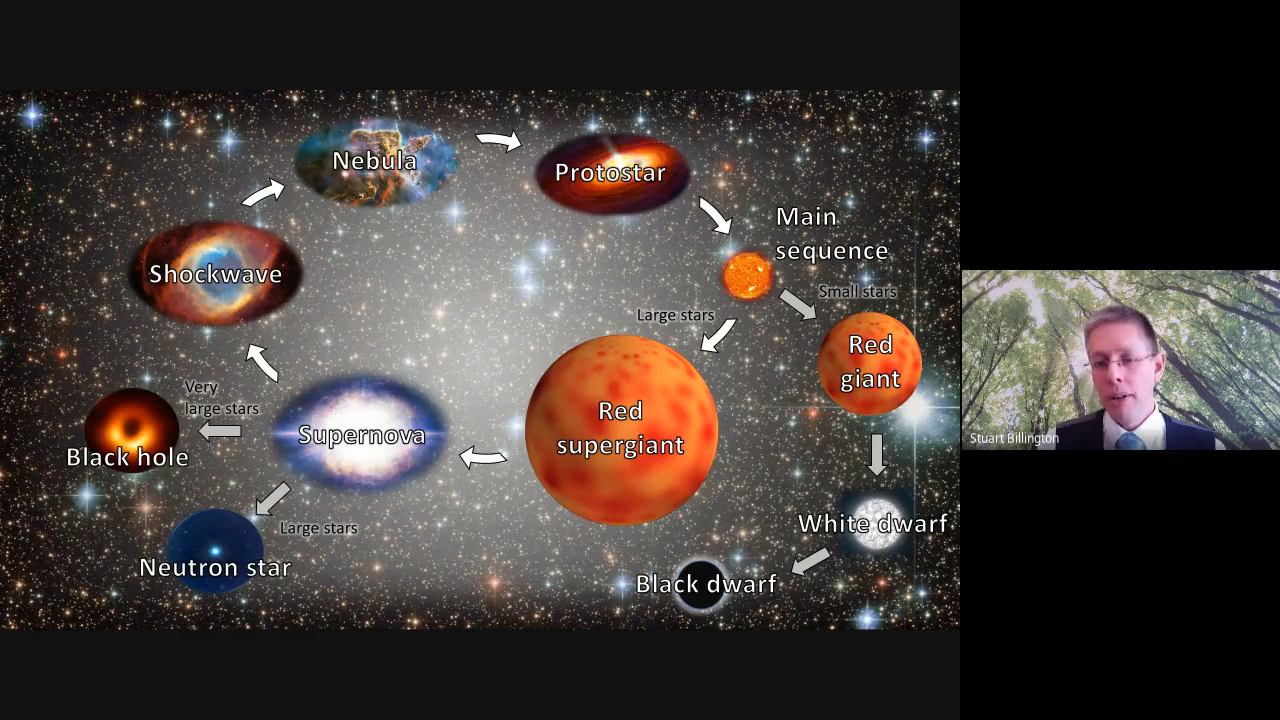 Nebula
Protostar
Main
sequence
Shockwave
Small stars
Large stars
Red
giant
Very
large stars
Red
supergiant
Supernova
Black hole
White dwarf
Large stars
Neutron star
Black dwarf
Stuart Billington